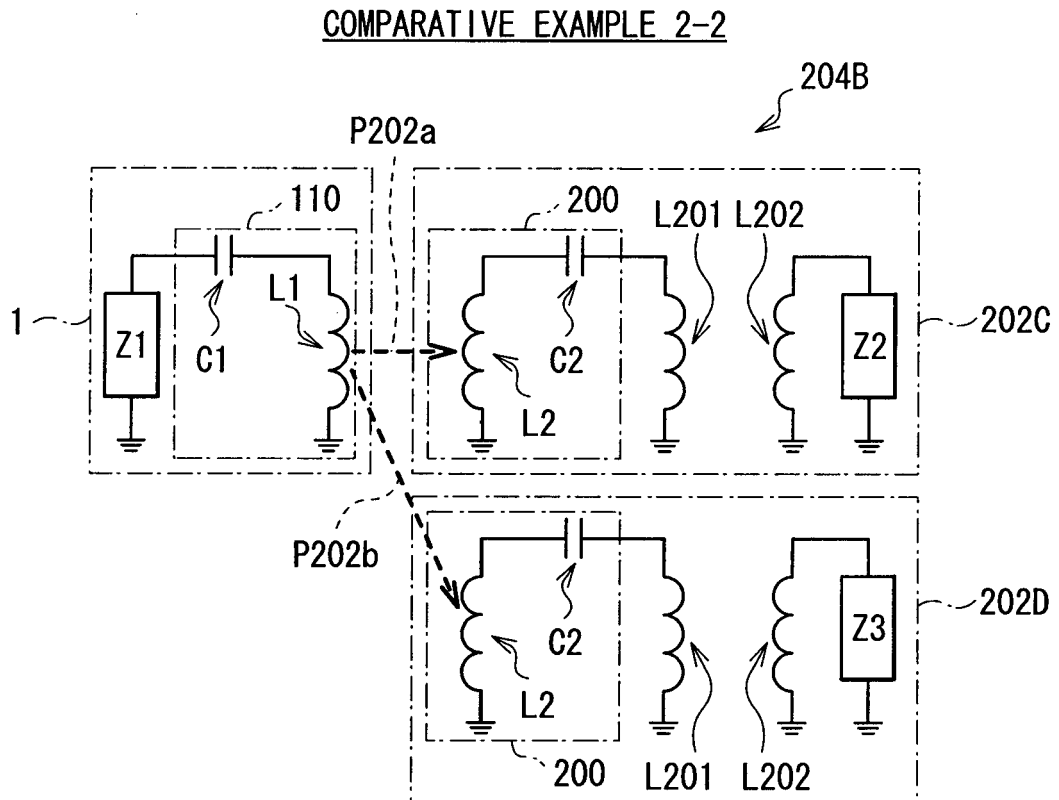 COMPARATIVE EXAMPLE 2-2
204B
P202a
110
200
L201 L202
1
Z1
C1
L1
L2
C2
Z2
202C
P202b
C2
L2
Z3
202D
200
L201
L202